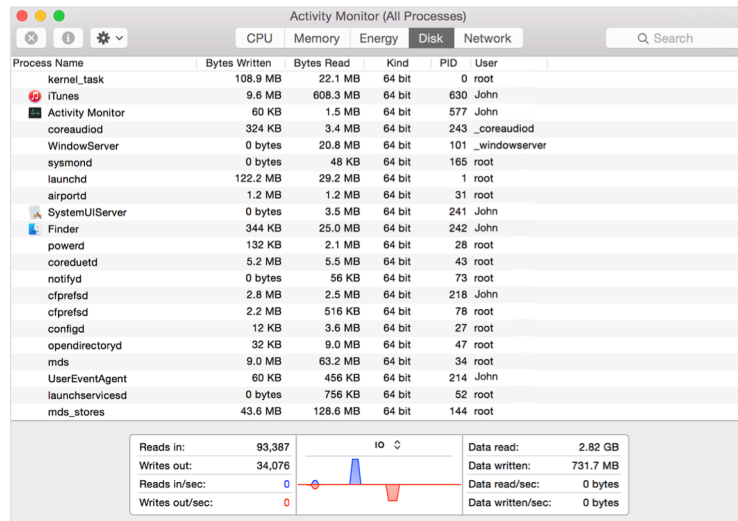 Activity Monitor (All Processes)
CPU Memory Energy Disk Network Search
Process Name Bytes Written Bytes Read Kind PID User
kernel_task 108.9 MB 22.1 MB 64 bit 0 root
iTunes 9.6 MB 608.3 MB 64 bit 630 John
Activity Monitor 60 KB 1.5 MB 64 bit 577 John
coreaudiod 324 KB 3.4 MB 64 bit 243 _coreaudiod
WindowServer 0 bytes 20.8 MB 64 bit 101 _windowserver
sysmond 0 bytes 48 KB 64 bit 165 root
launchd 122.2 MB 29.2 MB 64 bit 1 root
airportd 1.2 MB 1.2 MB 64 bit 31 root
SystemUIServer 0 bytes 3.5 MB 64 bit 241 John
Finder 344 KB 25.0 MB 64 bit 242 John
powerd 132 KB 2.1 MB 64 bit 28 root
coreduetd 5.2 MB 5.5 MB 64 bit 43 root
notifyd 0 bytes 56 KB 64 bit 73 root
cfprefsd 2.8 MB 2.5 MB 64 bit 218 John
cfprefsd 2.2 MB 516 KB 64 bit 78 root
configd 12 KB 3.6 MB 64 bit 27 root
opendirectoryd 32 KB 9.0 MB 64 bit 47 root
mds 9.0 MB 63.2 MB 64 bit 34 root
UserEventAgent 60 KB 456 KB 64 bit 214 John
launchservicesd 0 bytes 756 KB 64 bit 52 root
mds_stores 43.6 MB 128.6 MB 64 bit 144 root
Reads in: 93,387 IO Data read: 2.82 GB
Writes out: 34,076 Data written: 731.7 MB
Reads in/sec: 0 Data read/sec: 0 bytes
Writes out/sec: 0 Data written/sec: 0 bytes